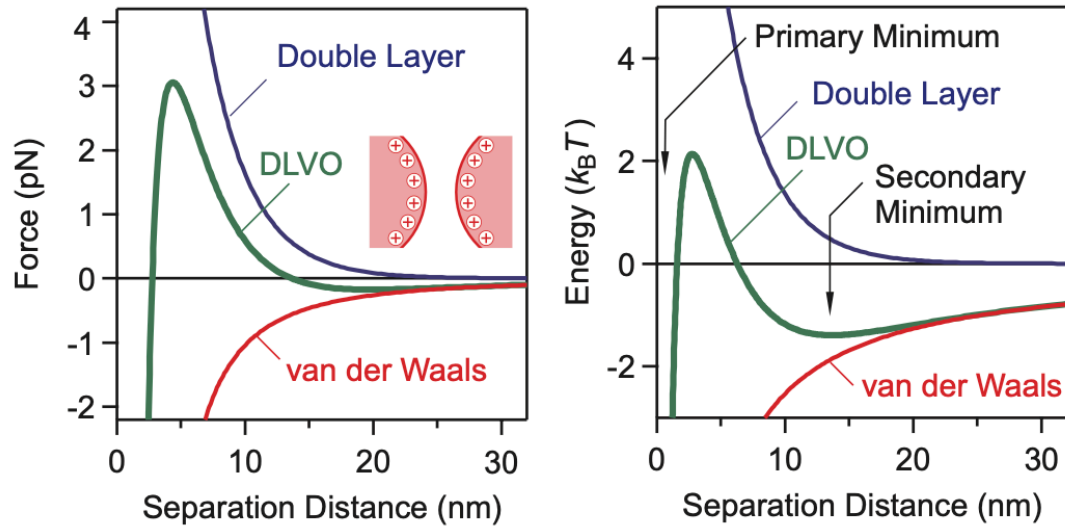 Force (pN)
4
3
2
1
0
-1
-2
Double Layer
DLVO
+ + + + + +
+ + + + + +
van der Waals
0 10 20 30
Separation Distance (nm)
Energy (k_BT)
4
2
0
-2
Primary Minimum
Double Layer
DLVO
Secondary
Minimum
van der Waals
0 10 20 30
Separation Distance (nm)